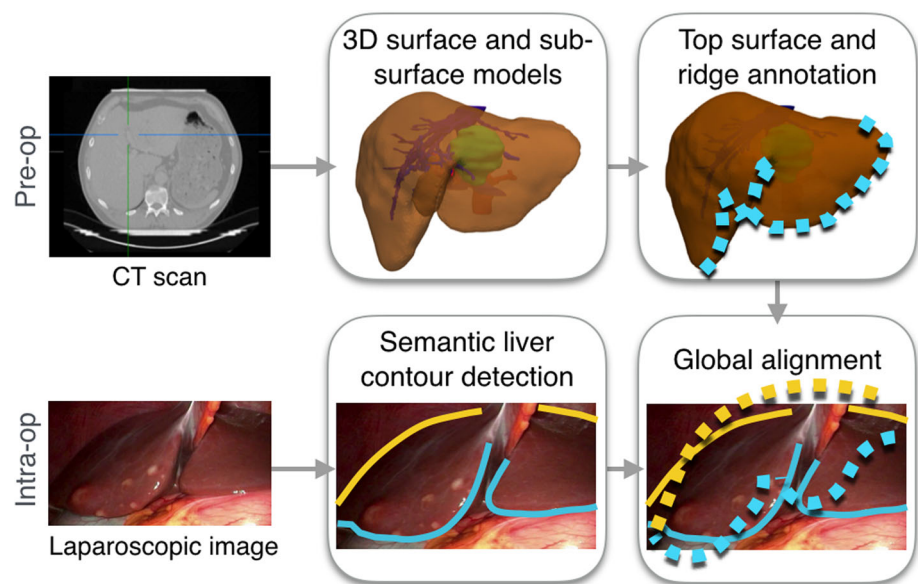 Pre-op
CT scan
3D surface and sub-
surface models
Top surface and
ridge annotation
Intra-op
Laparoscopic image
Semantic liver
contour detection
Global alignment